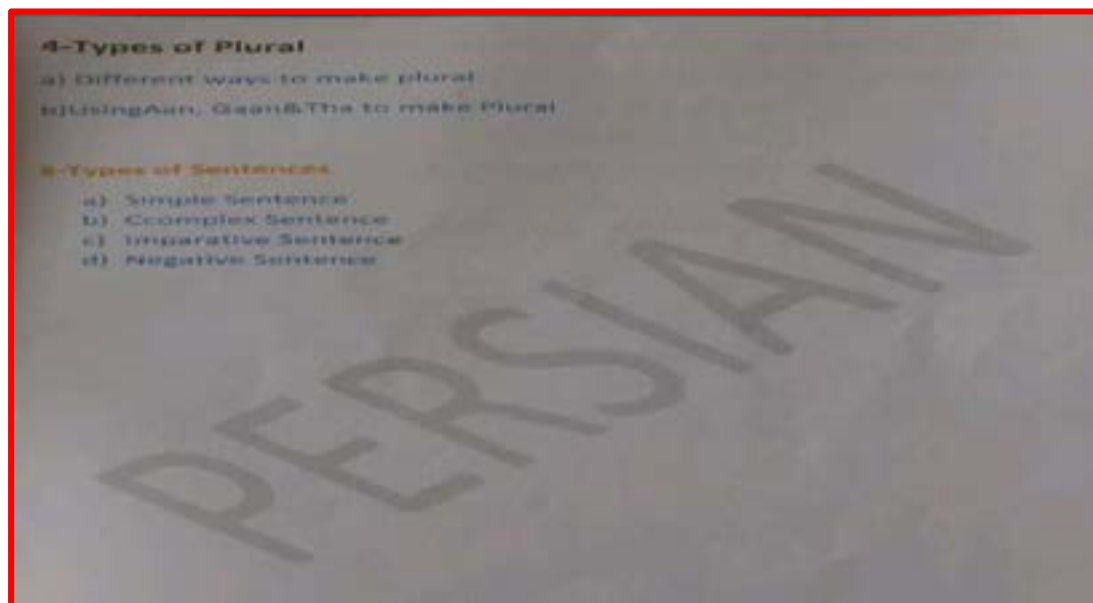 4-Types of Plural
a) Different ways to make plural
b)UsingAan, Gaan&Tha to make Plural
-Types of Sentences
a) Simple Sentence
b) Ccomplex Sentence
c) Imparative Sentence
d) Negative Sentence
PERSIAN